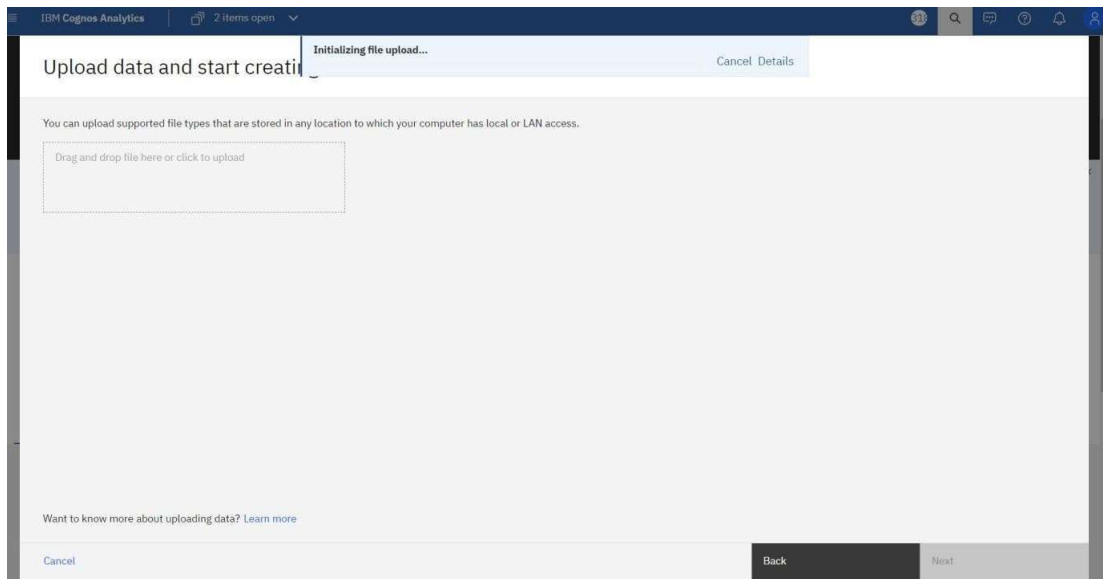 IBM Cognos Analytics
2 items open
31
Initializing file upload...
Cancel Details
Upload data and start creating
You can upload supported file types that are stored in any location to which your computer has local or LAN access.
Drag and drop file here or click to upload
Want to know more about uploading data? Learn more
Cancel
Back
Next